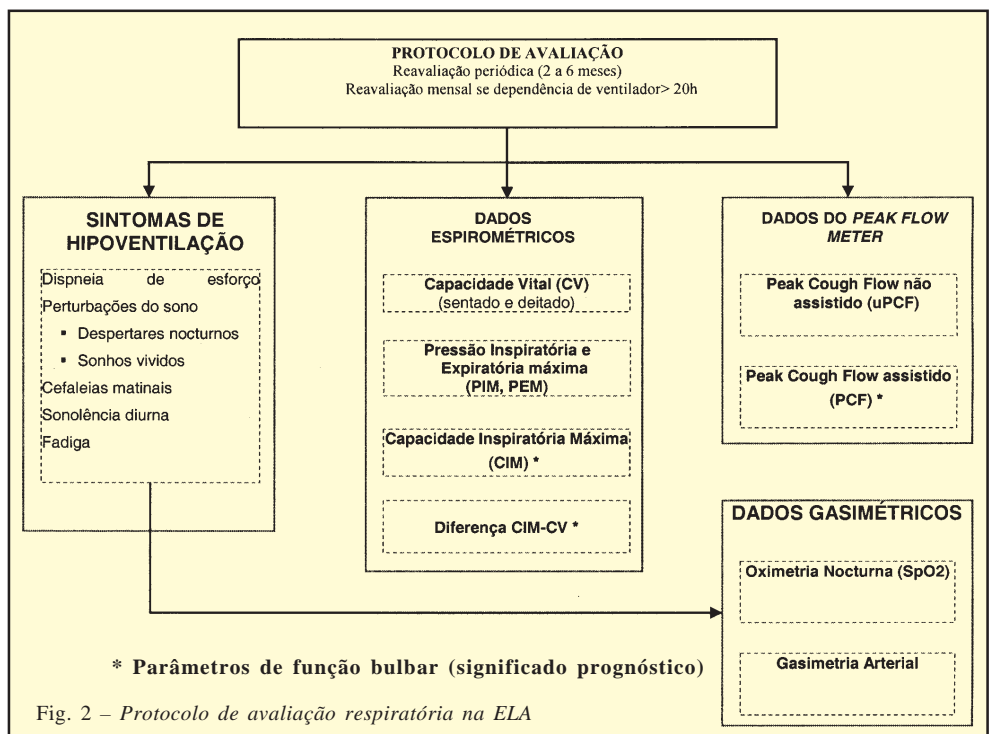 PROTOCOLO DE AVALIAÇÃO
Reavaliação periódica (2 a 6 meses)
Reavaliação mensal se dependência de ventilador> 20h
SINTOMAS DE
HIPOVENTILAÇÃO
Dispneia de esforço
Perturbações do sono
▪ Despertares nocturnos
▪ Sonhos vividos
Cefaleias matinais
Sonolência diurna
Fadiga
DADOS
ESPIROMÉTRICOS
Capacidade Vital (CV)
(sentado e deitado)
Pressão Inspiratória e
Expiratória máxima
(PIM, PEM)
Capacidade Inspiratória Máxima
(CIM) *
Diferença CIM-CV *
DADOS DO PEAK FLOW
METER
Peak Cough Flow não
assistido (uPCF)
Peak Cough Flow assistido
(PCF) *
DADOS GASIMÉTRICOS
Oximetria Nocturna (SpO2)
Gasimetria Arterial
* Parâmetros de função bulbar (significado prognóstico)
Fig. 2 – Protocolo de avaliação respiratória na ELA